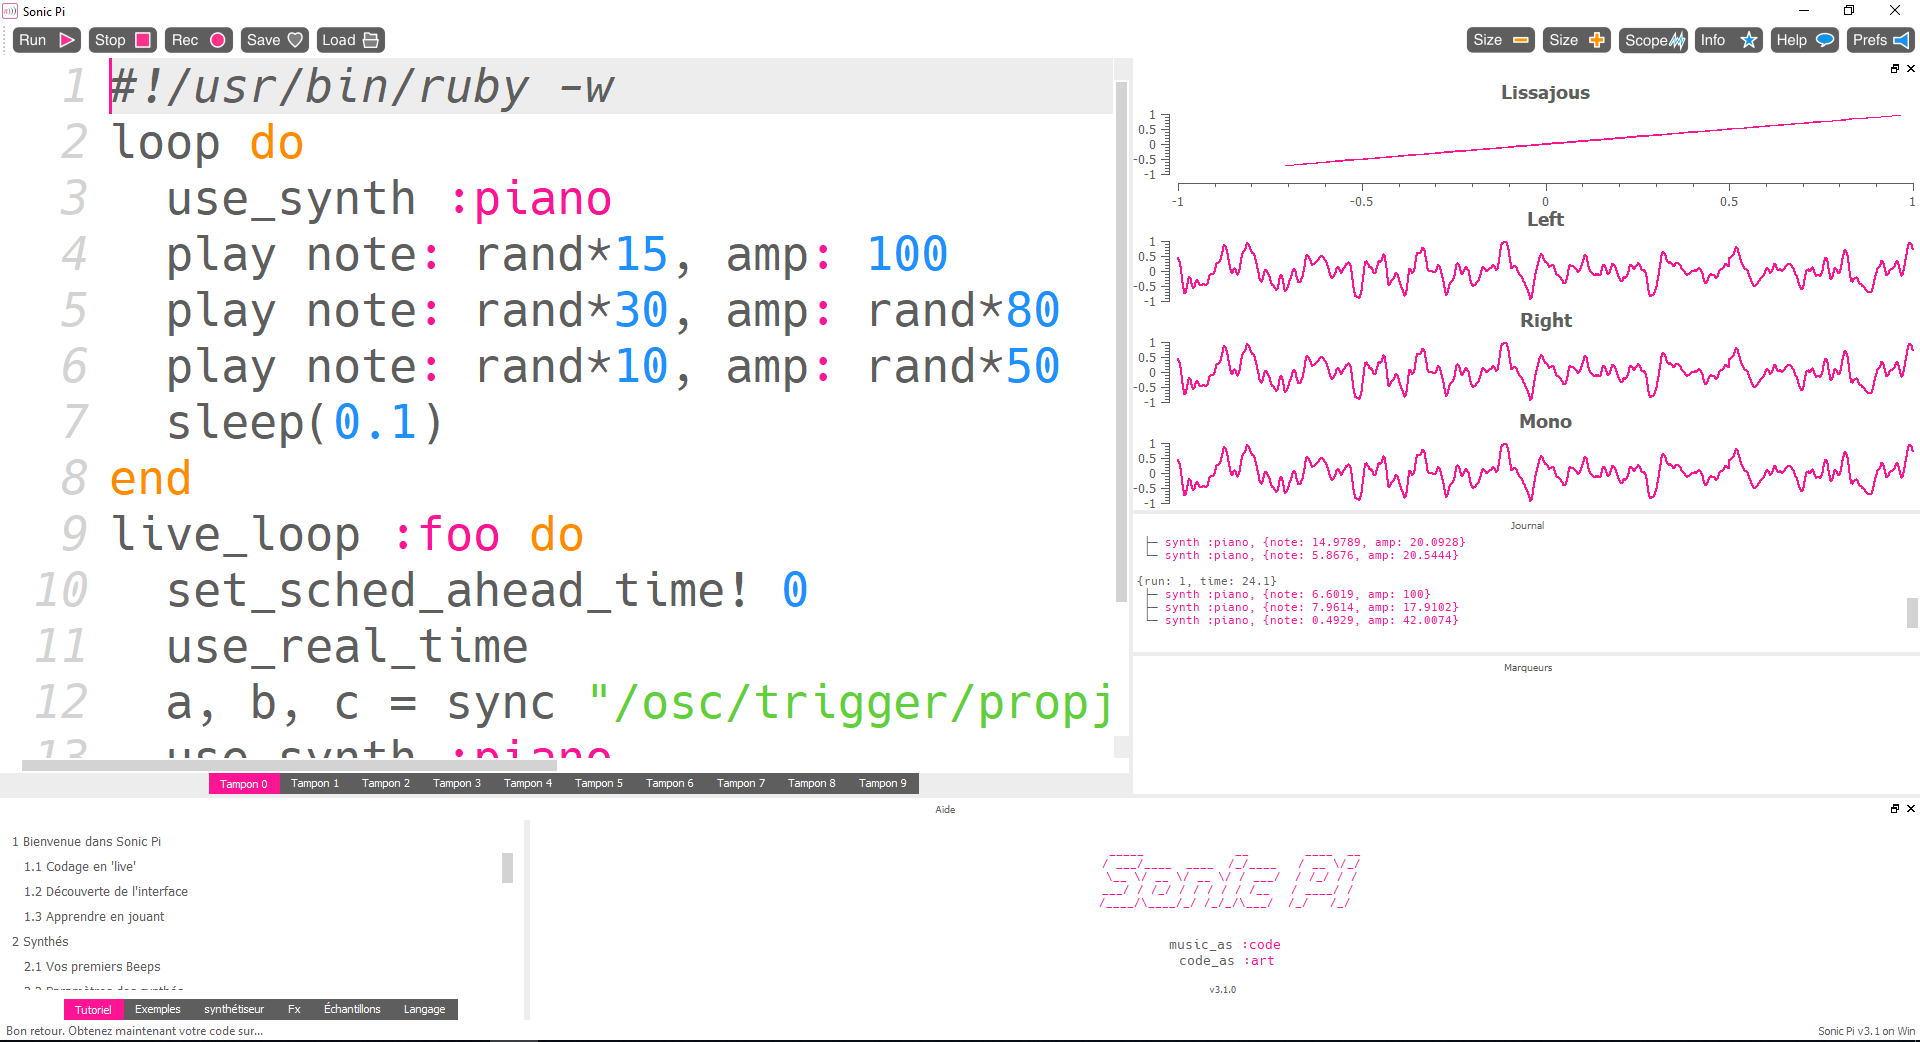 Sonic Pi
Run Stop Rec Save Load Size Size Scope Info Help Prefs
1 #!/usr/bin/ruby -w
2 loop do
3 use_synth :piano
4 play note: rand*15, amp: 100
5 play note: rand*30, amp: rand*80
6 play note: rand*10, amp: rand*50
7 sleep(0.1)
8 end
9 live_loop :foo do
10 set_sched_ahead_time! 0
11 use_real_time
12 a, b, c = sync "/osc/trigger/propj
13 use_synth :piano
Tampon 0 Tampon 1 Tampon 2 Tampon 3 Tampon 4 Tampon 5 Tampon 6 Tampon 7 Tampon 8 Tampon 9
Lissajous
1
0.5
0
-0.5
-1
-1 -0.5 0 0.5 1
Left
1
0.5
0
-0.5
-1
Right
1
0.5
0
-0.5
-1
Mono
1
0.5
0
-0.5
-1
Journal
├─ synth :piano, {note: 14.9789, amp: 20.0928}
└─ synth :piano, {note: 5.8676, amp: 20.5444}
{run: 1, time: 24.1}
├─ synth :piano, {note: 6.6019, amp: 100}
├─ synth :piano, {note: 7.9614, amp: 17.9102}
└─ synth :piano, {note: 0.4929, amp: 42.0074}
Marqueurs
Aide
1 Bienvenue dans Sonic Pi
1.1 Codage en 'live'
1.2 Découverte de l'interface
1.3 Apprendre en jouant
2 Synthés
2.1 Vos premiers Beeps
2.2 Paramètres des synthés
Tutoriel Exemples synthétiseur Fx Échantillons Langage
Sonic Pi
music_as :code
code_as :art
v3.1.0
Bon retour. Obtenez maintenant votre code sur...
Sonic Pi v3.1 on Win